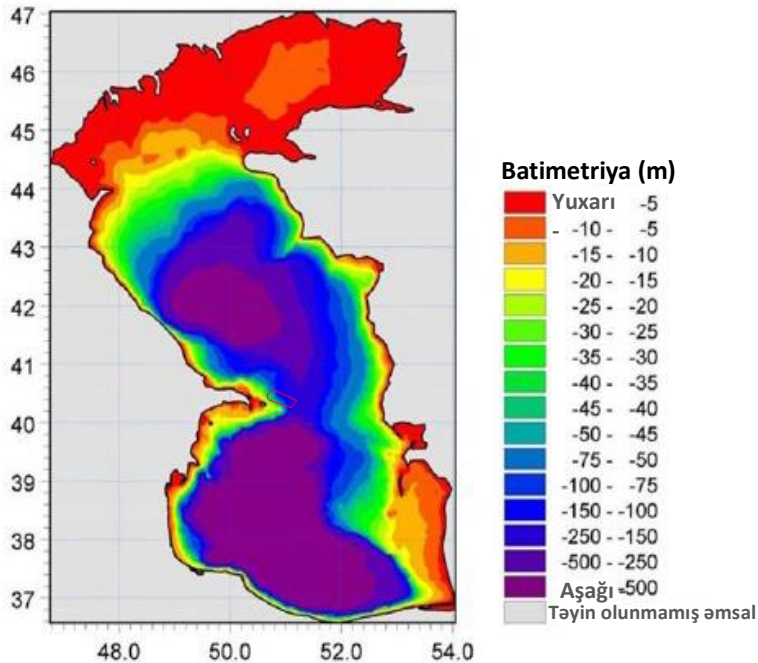 47
46
45
44
43
42
41
40
39
38
37
48.0 50.0 52.0 54.0
Batimetriya (m)
Yuxarı -5
- -10 - -5
-15 - -10
-20 - -15
-25 - -20
-30 - -25
-35 - -30
-40 - -35
-45 - -40
-50 - -45
-75 - -50
-100 - -75
-150 - -100
-250 - -150
-500 - -250
Aşağı -500
Təyin olunmamış əmsal